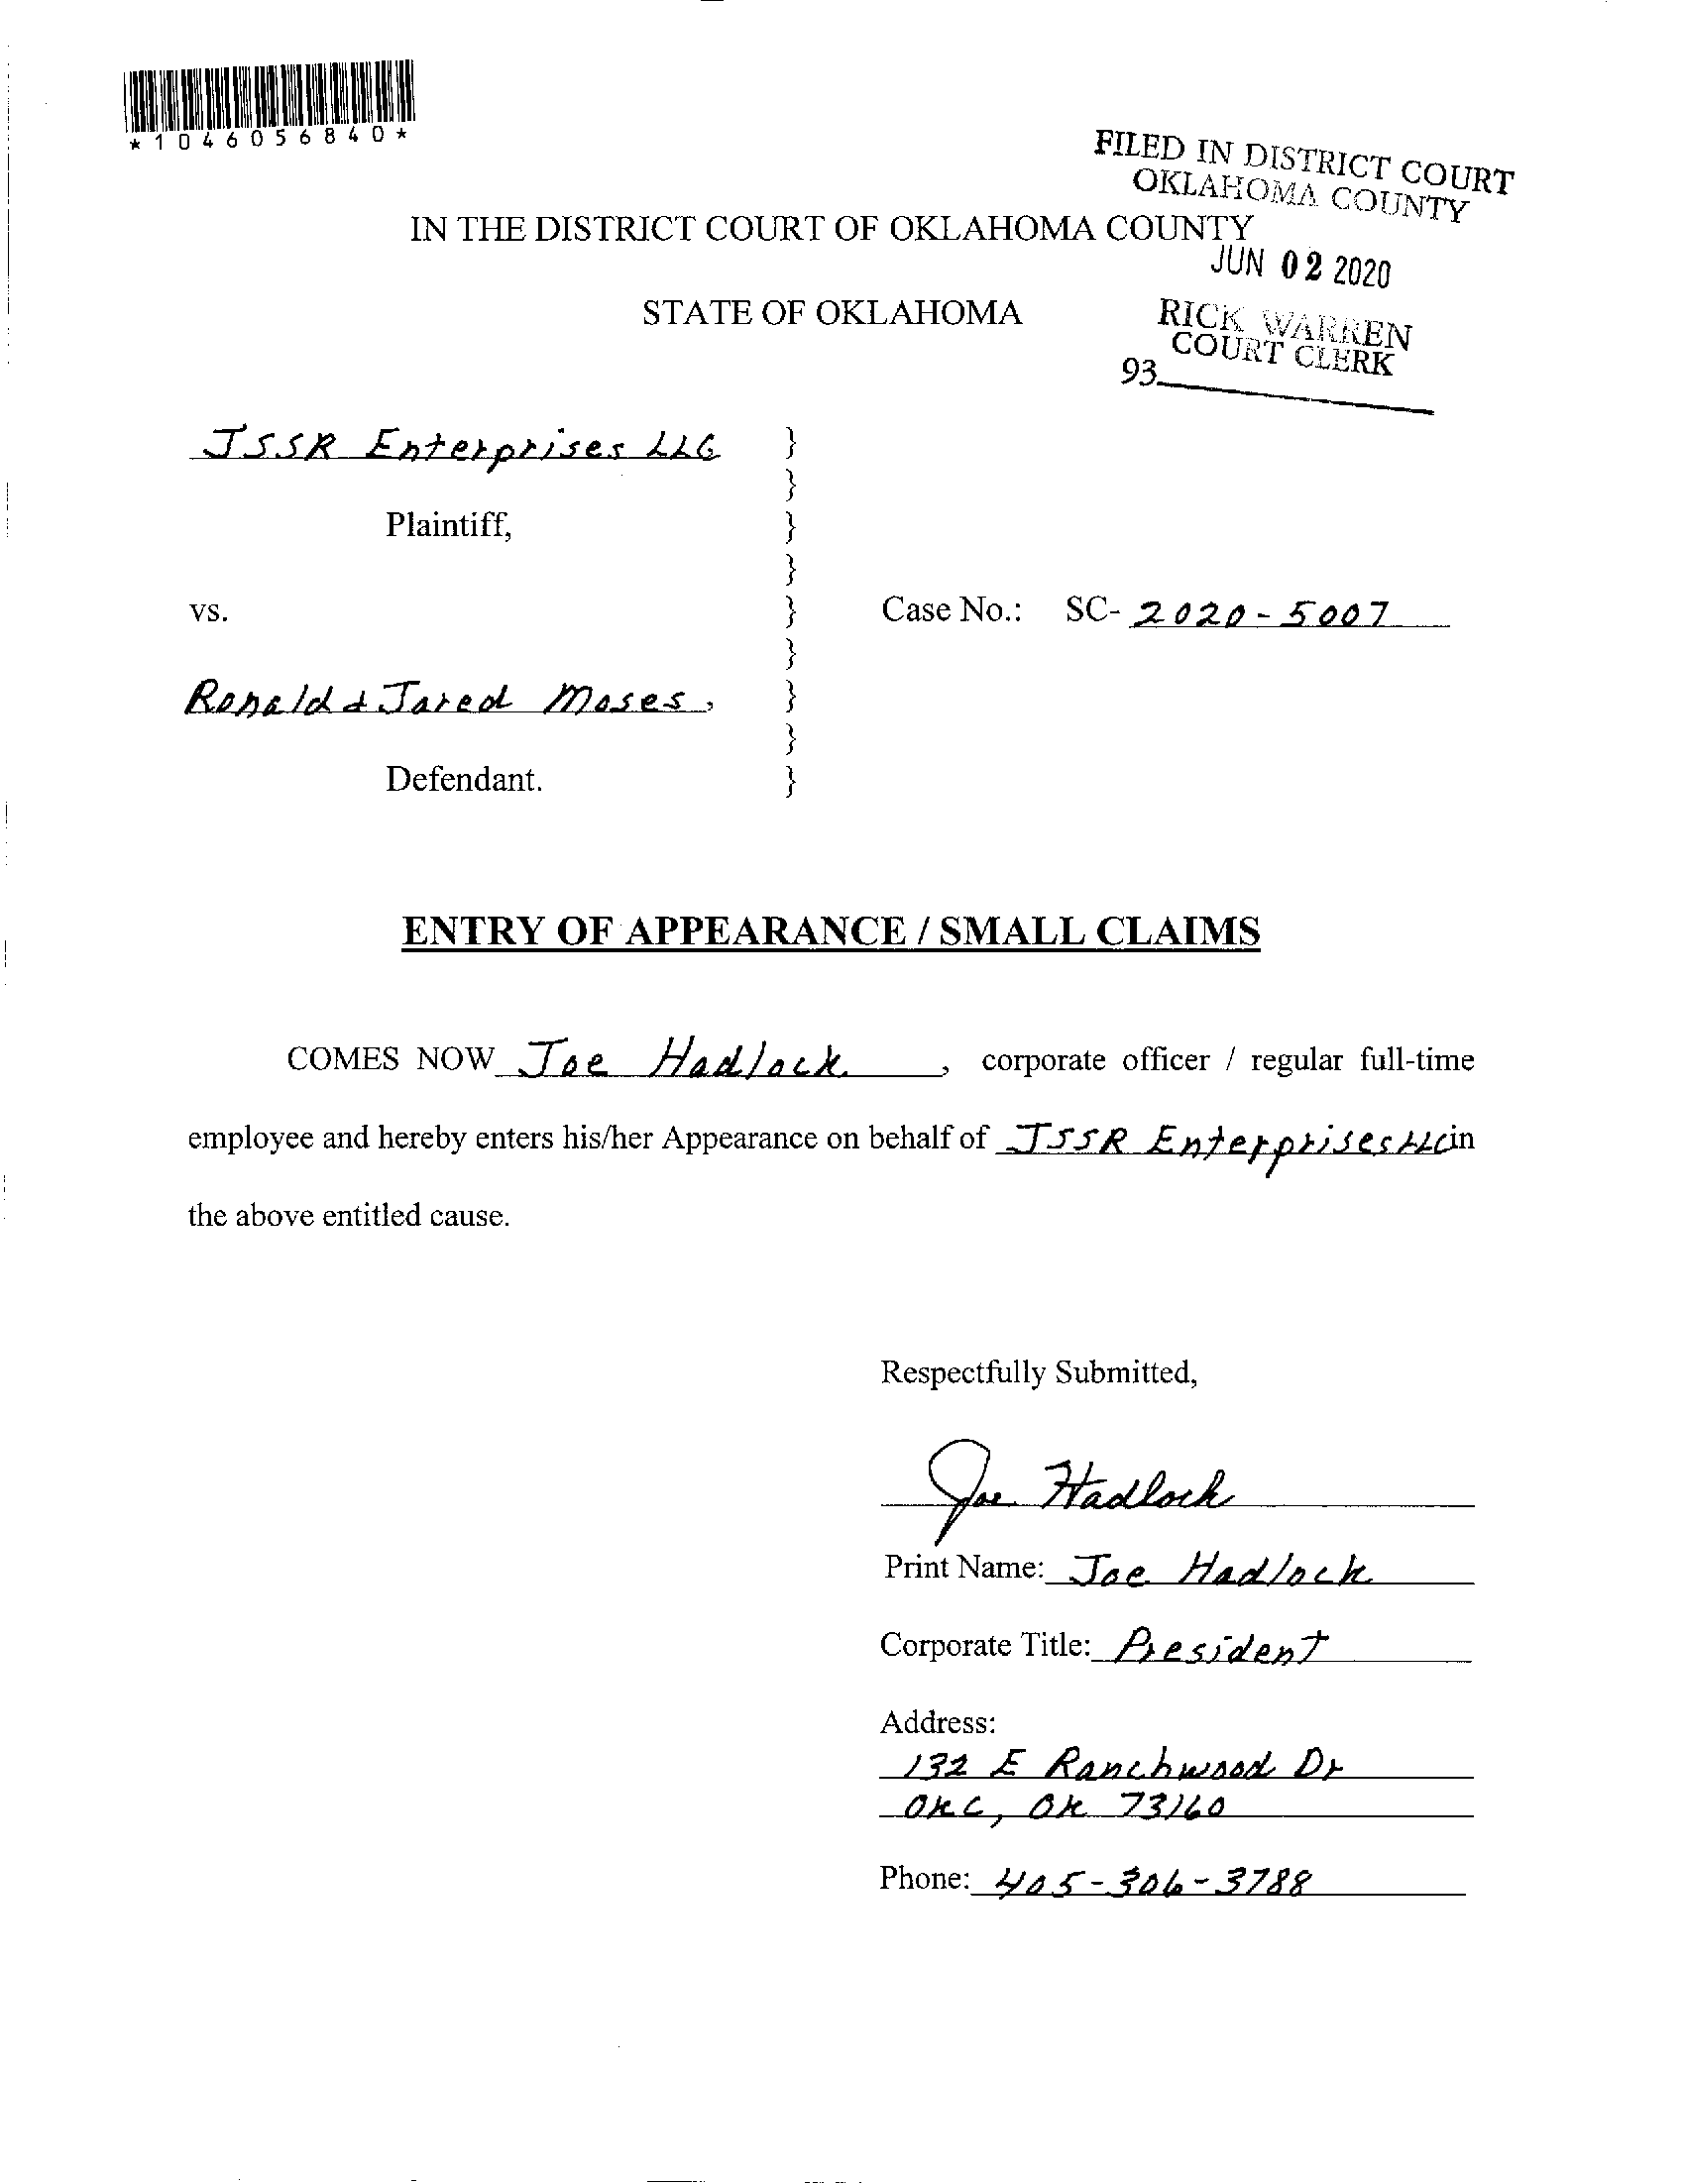 *1046056840*
FILED IN DISTRICT COURT
OKLAHOMA COUNTY
IN THE DISTRICT COURT OF OKLAHOMA COUNTY
JUN 02 2020
STATE OF OKLAHOMA
RICK WARREN
COURT CLERK
93
JSSR Enterprises LLC }
}
Plaintiff, }
}
vs. } Case No.: SC- 2020-5007
}
Ronald & Jared Moses, }
}
Defendant. }
ENTRY OF APPEARANCE / SMALL CLAIMS
COMES NOW Joe Hadlock, corporate officer / regular full-time
employee and hereby enters his/her Appearance on behalf of JSSR Enterprises LLC in
the above entitled cause.
Respectfully Submitted,
Joe Hadlock
Print Name: Joe Hadlock
Corporate Title: President
Address:
132 E Ranchwood Dr
OKC, OK 73160
Phone: 405-306-3788